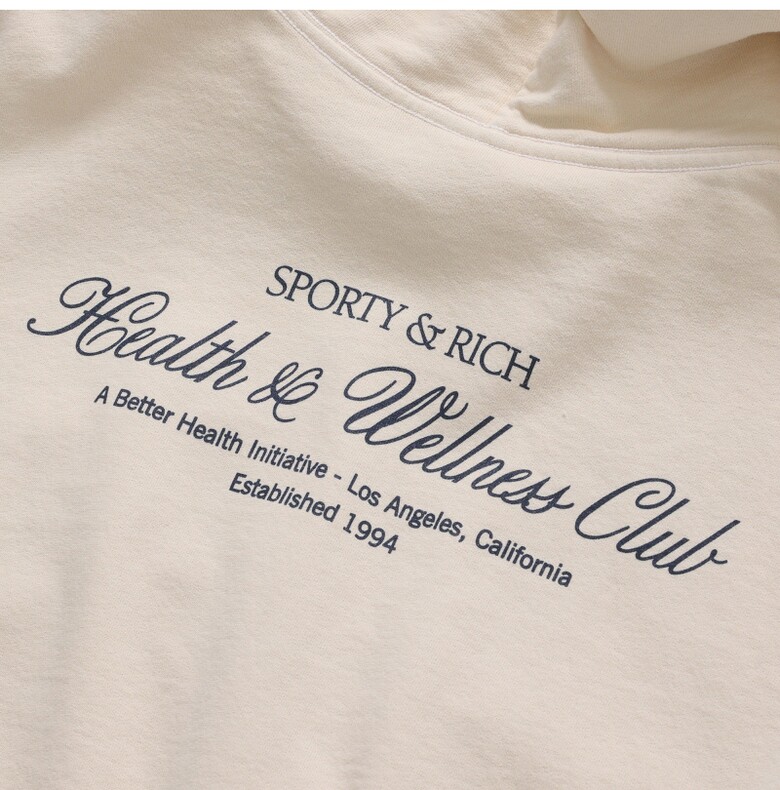 SPORTY & RICH
Health & Wellness Club
A Better Health Initiative - Los Angeles, California
Established 1994